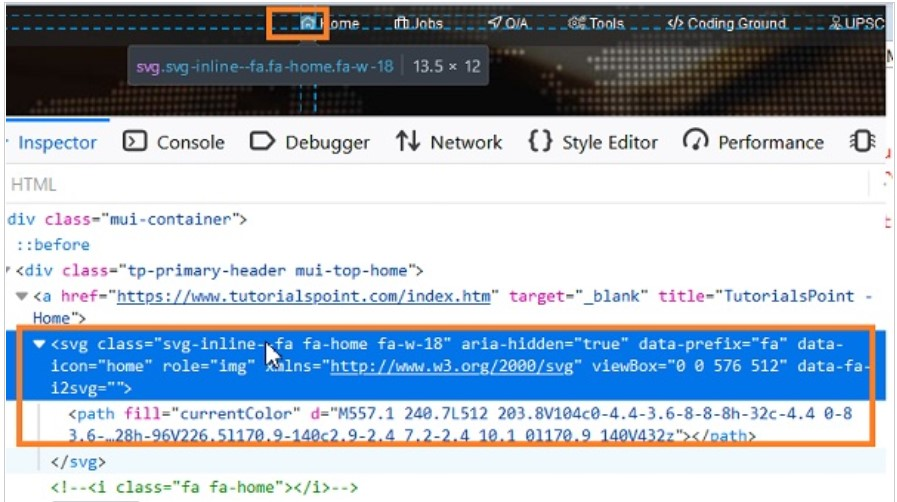 Home Jobs Q/A Tools </> Coding Ground UPSC
svg.svg-inline--fa.fa-home.fa-w-18 | 13.5 × 12
Inspector Console Debugger Network {} Style Editor Performance
HTML
div class="mui-container">
::before
<div class="tp-primary-header mui-top-home">
<a href="https://www.tutorialspoint.com/index.htm" target="_blank" title="TutorialsPoint -
Home">
<svg class="svg-inline--fa fa-home fa-w-18" aria-hidden="true" data-prefix="fa" data-
icon="home" role="img" xmlns="http://www.w3.org/2000/svg" viewBox="0 0 576 512" data-fa-
i2svg="">
<path fill="currentColor" d="M557.1 240.7L512 203.8V104c0-4.4-3.6-8-8-8h-32c-4.4 0-8
3.6-…28h-96V226.5l170.9-140c2.9-2.4 7.2-2.4 10.1 0l170.9 140V432z"></path>
</svg>
<!--<i class="fa fa-home"></i>-->